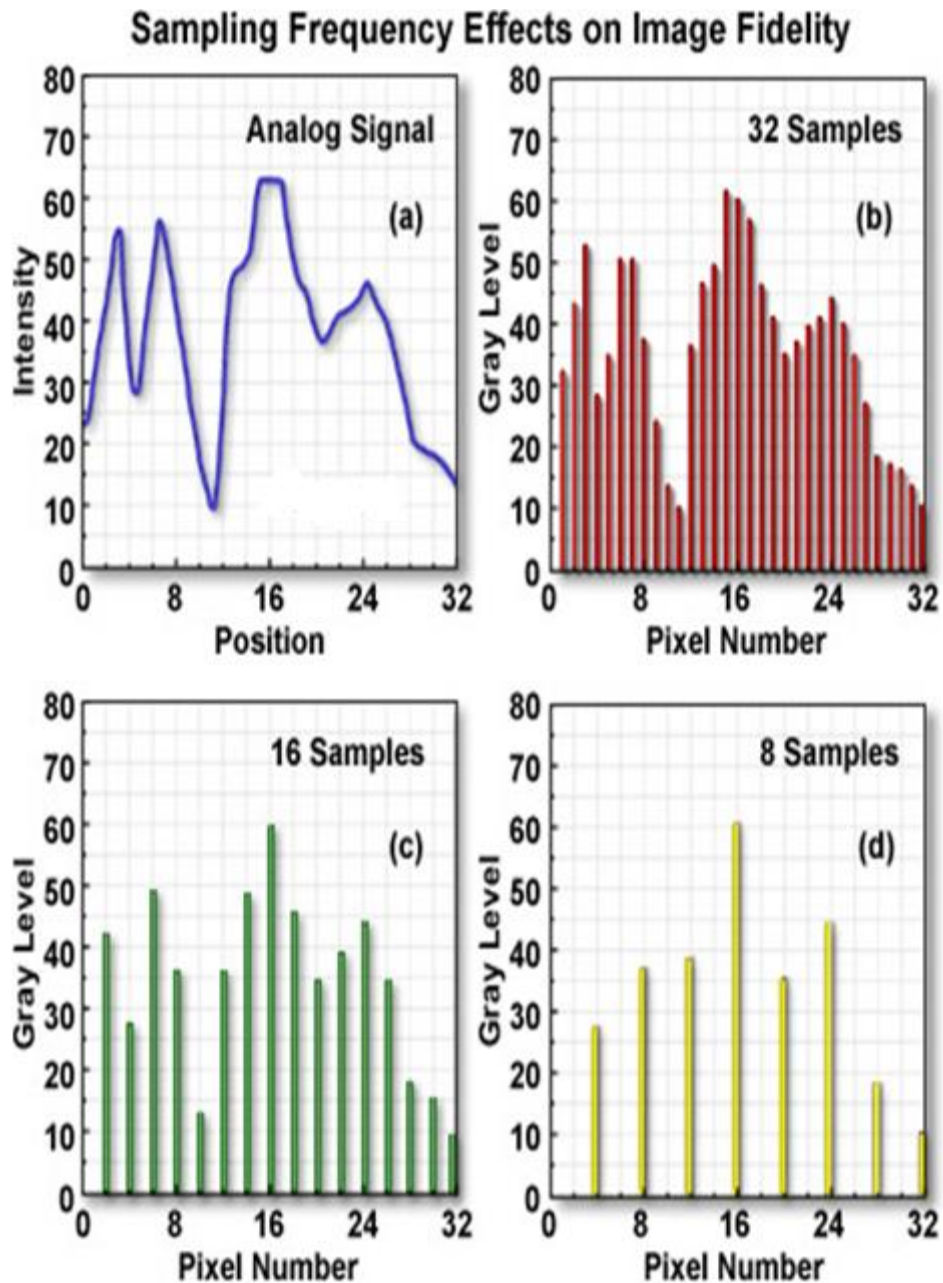 Sampling Frequency Effects on Image Fidelity
80
70
60
50
40
30
20
10
0
Intensity
Analog Signal
(a)
0 8 16 24 32
Position
80
70
60
50
40
30
20
10
0
Gray Level
32 Samples
(b)
0 8 16 24 32
Pixel Number
80
70
60
50
40
30
20
10
0
Gray Level
16 Samples
(c)
0 8 16 24 32
Pixel Number
80
70
60
50
40
30
20
10
0
Gray Level
8 Samples
(d)
0 8 16 24 32
Pixel Number